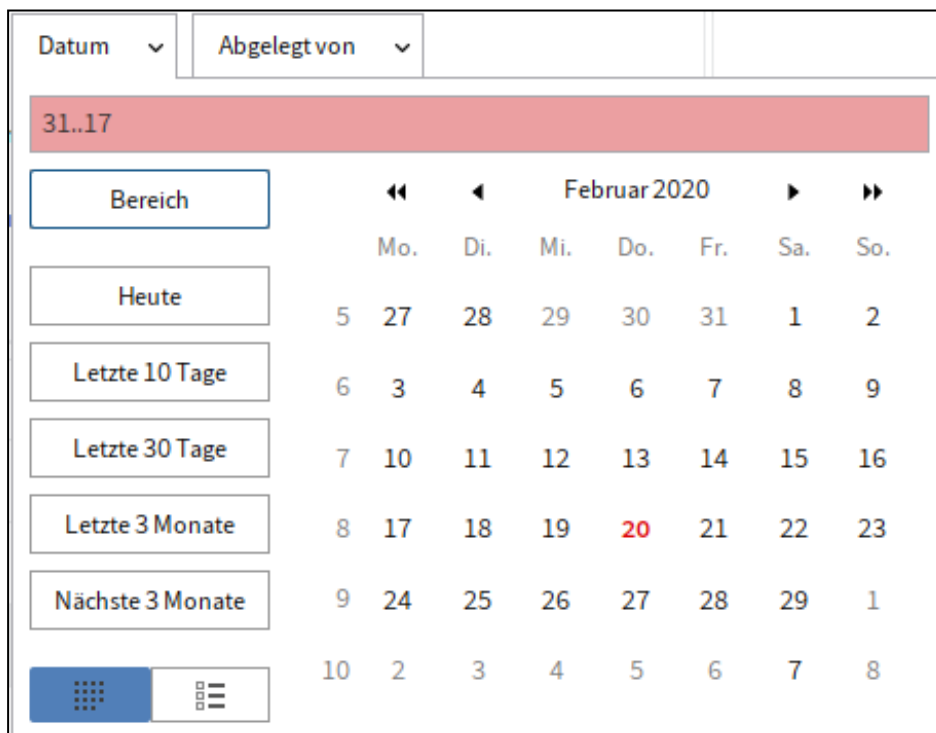 Datum Abgelegt von
31..17
Bereich
Februar 2020
Mo. Di. Mi. Do. Fr. Sa. So.
Heute
5 27 28 29 30 31 1 2
Letzte 10 Tage
6 3 4 5 6 7 8 9
Letzte 30 Tage
7 10 11 12 13 14 15 16
Letzte 3 Monate
8 17 18 19 20 21 22 23
Nächste 3 Monate
9 24 25 26 27 28 29 1
10 2 3 4 5 6 7 8